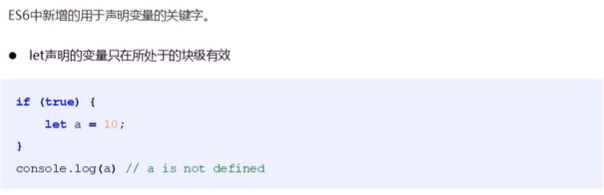 ES6中新增的用于声明变量的关键字。
● let声明的变量只在所处于的块级有效
if (true) {
    let a = 10;
}
console.log(a) // a is not defined